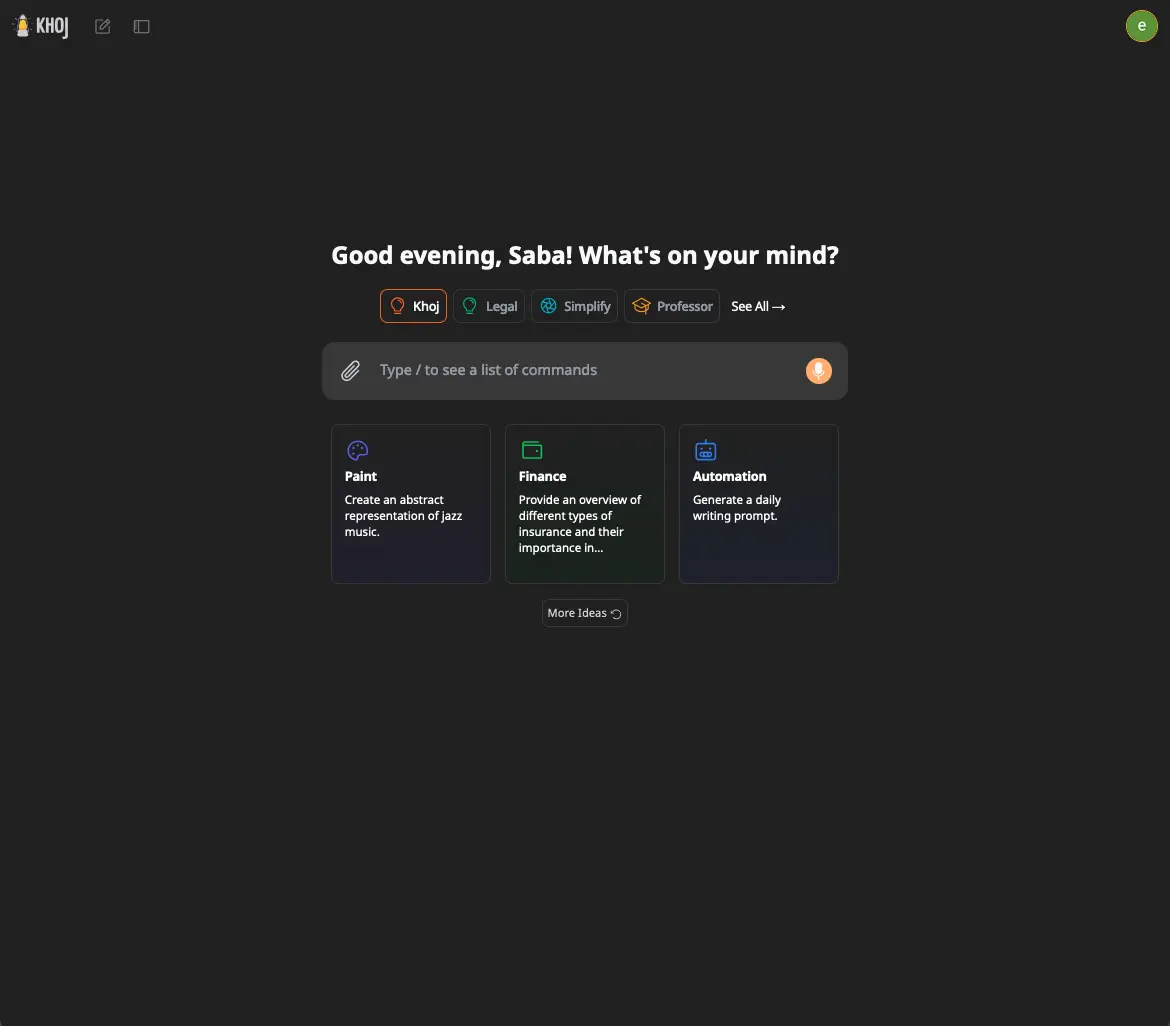 KHOJ
e
Good evening, Saba! What's on your mind?
Khoj Legal Simplify Professor See All →
Type / to see a list of commands
Paint
Create an abstract
representation of jazz
music.
Finance
Provide an overview of
different types of
insurance and their
importance in...
Automation
Generate a daily
writing prompt.
More Ideas